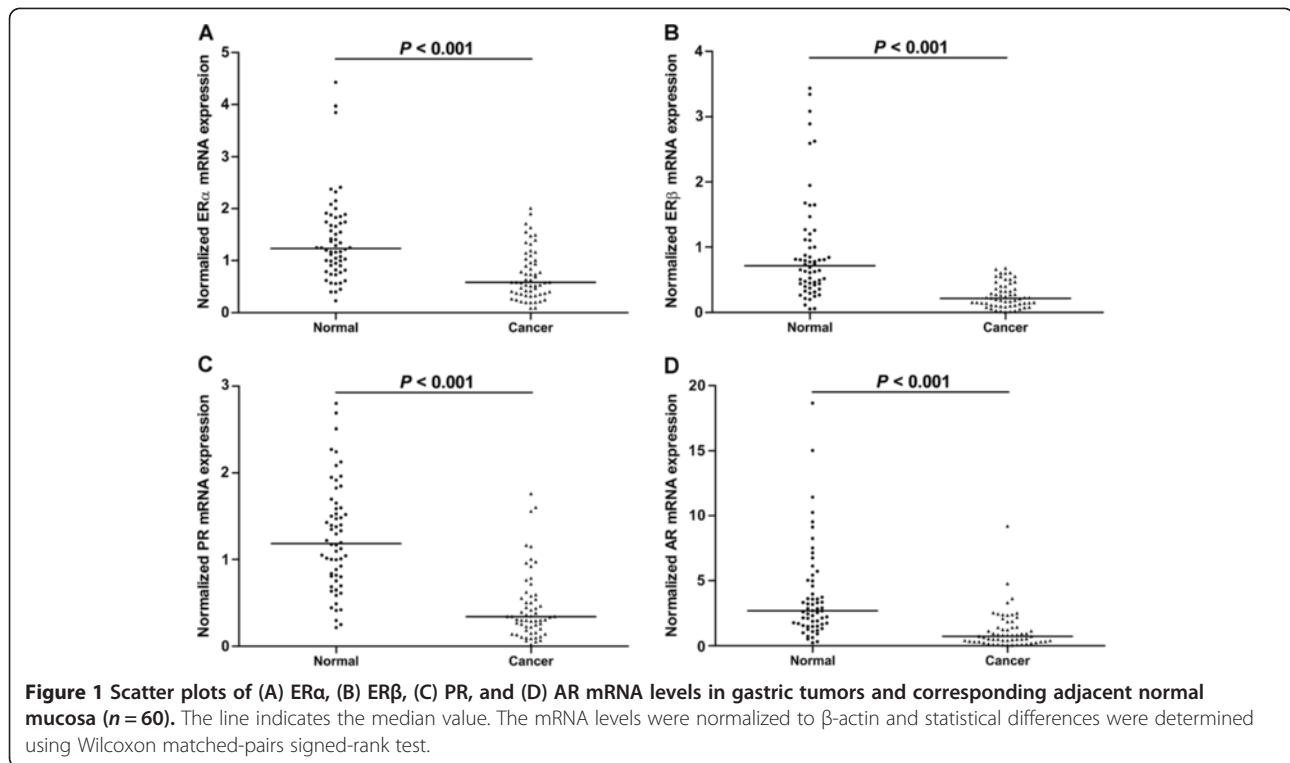 A
P < 0.001
Normalized ERα mRNA expression
5
4
3
2
1
0
Normal Cancer
B
P < 0.001
Normalized ERβ mRNA expression
4
3
2
1
0
Normal Cancer
C
P < 0.001
Normalized PR mRNA expression
3
2
1
0
Normal Cancer
D
P < 0.001
Normalized AR mRNA expression
20
15
10
5
0
Normal Cancer
Figure 1 Scatter plots of (A) ERα, (B) ERβ, (C) PR, and (D) AR mRNA levels in gastric tumors and corresponding adjacent normal
mucosa (n = 60). The line indicates the median value. The mRNA levels were normalized to β-actin and statistical differences were determined
using Wilcoxon matched-pairs signed-rank test.